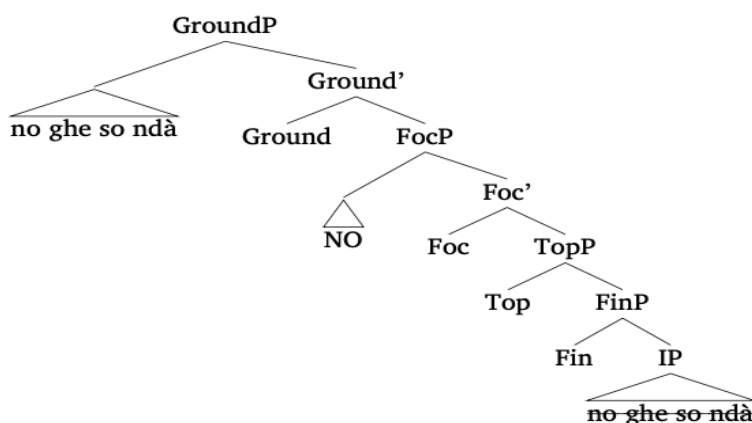 GroundP
Ground’
no ghe so ndà
Ground
FocP
Foc’
NO
Foc
TopP
Top
FinP
Fin
IP
no ghe so ndà